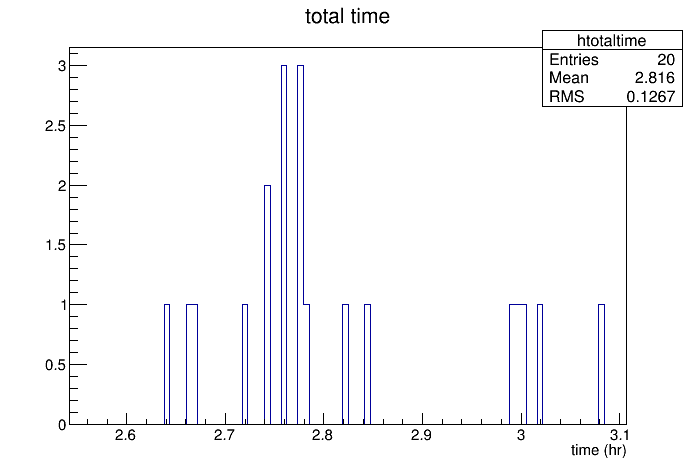 total time
htotaltime
Entries 20
Mean 2.816
RMS 0.1267
3
2.5
2
1.5
1
0.5
0
2.6 2.7 2.8 2.9 3 3.1
time (hr)